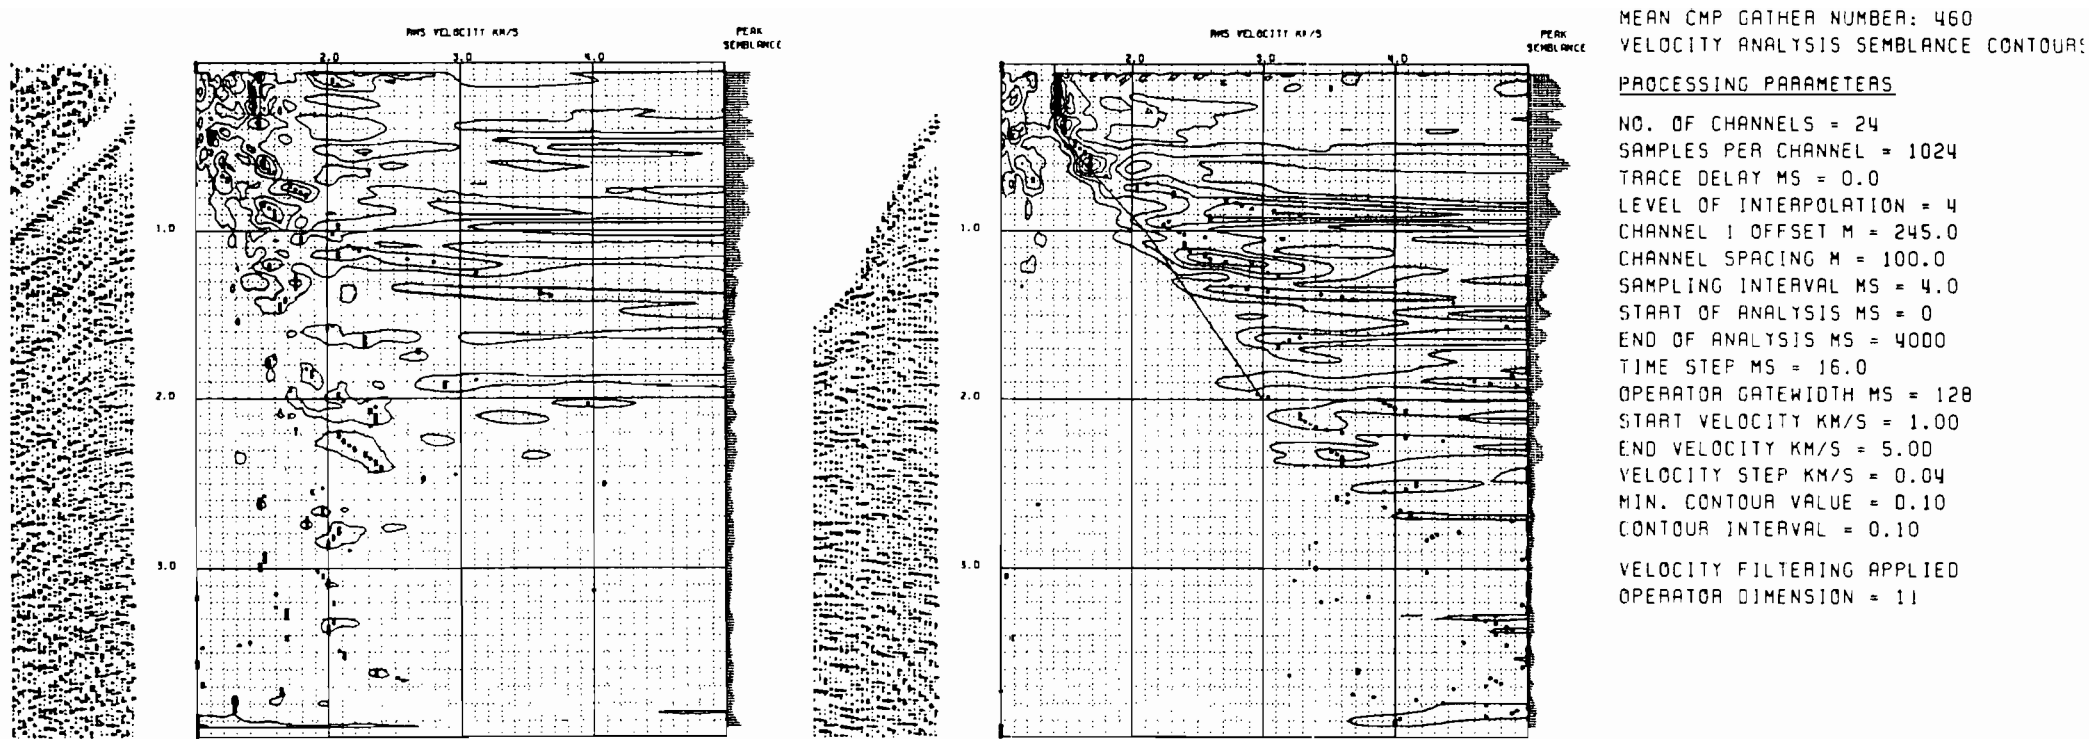 RMS VELOCITY KM/S
PEAK
SEMBLANCE
2.0 3.0 4.0
1.0
2.0
3.0
RMS VELOCITY KM/S
PEAK
SEMBLANCE
2.0 3.0 4.0
1.0
2.0
3.0
MEAN CMP GATHER NUMBER: 460
VELOCITY ANALYSIS SEMBLANCE CONTOURS
PROCESSING PARAMETERS
NO. OF CHANNELS = 24
SAMPLES PER CHANNEL = 1024
TRACE DELAY MS = 0.0
LEVEL OF INTERPOLATION = 4
CHANNEL 1 OFFSET M = 245.0
CHANNEL SPACING M = 100.0
SAMPLING INTERVAL MS = 4.0
START OF ANALYSIS MS = 0
END OF ANALYSIS MS = 4000
TIME STEP MS = 16.0
OPERATOR GATEWIDTH MS = 128
START VELOCITY KM/S = 1.00
END VELOCITY KM/S = 5.00
VELOCITY STEP KM/S = 0.04
MIN. CONTOUR VALUE = 0.10
CONTOUR INTERVAL = 0.10
VELOCITY FILTERING APPLIED
OPERATOR DIMENSION = 11